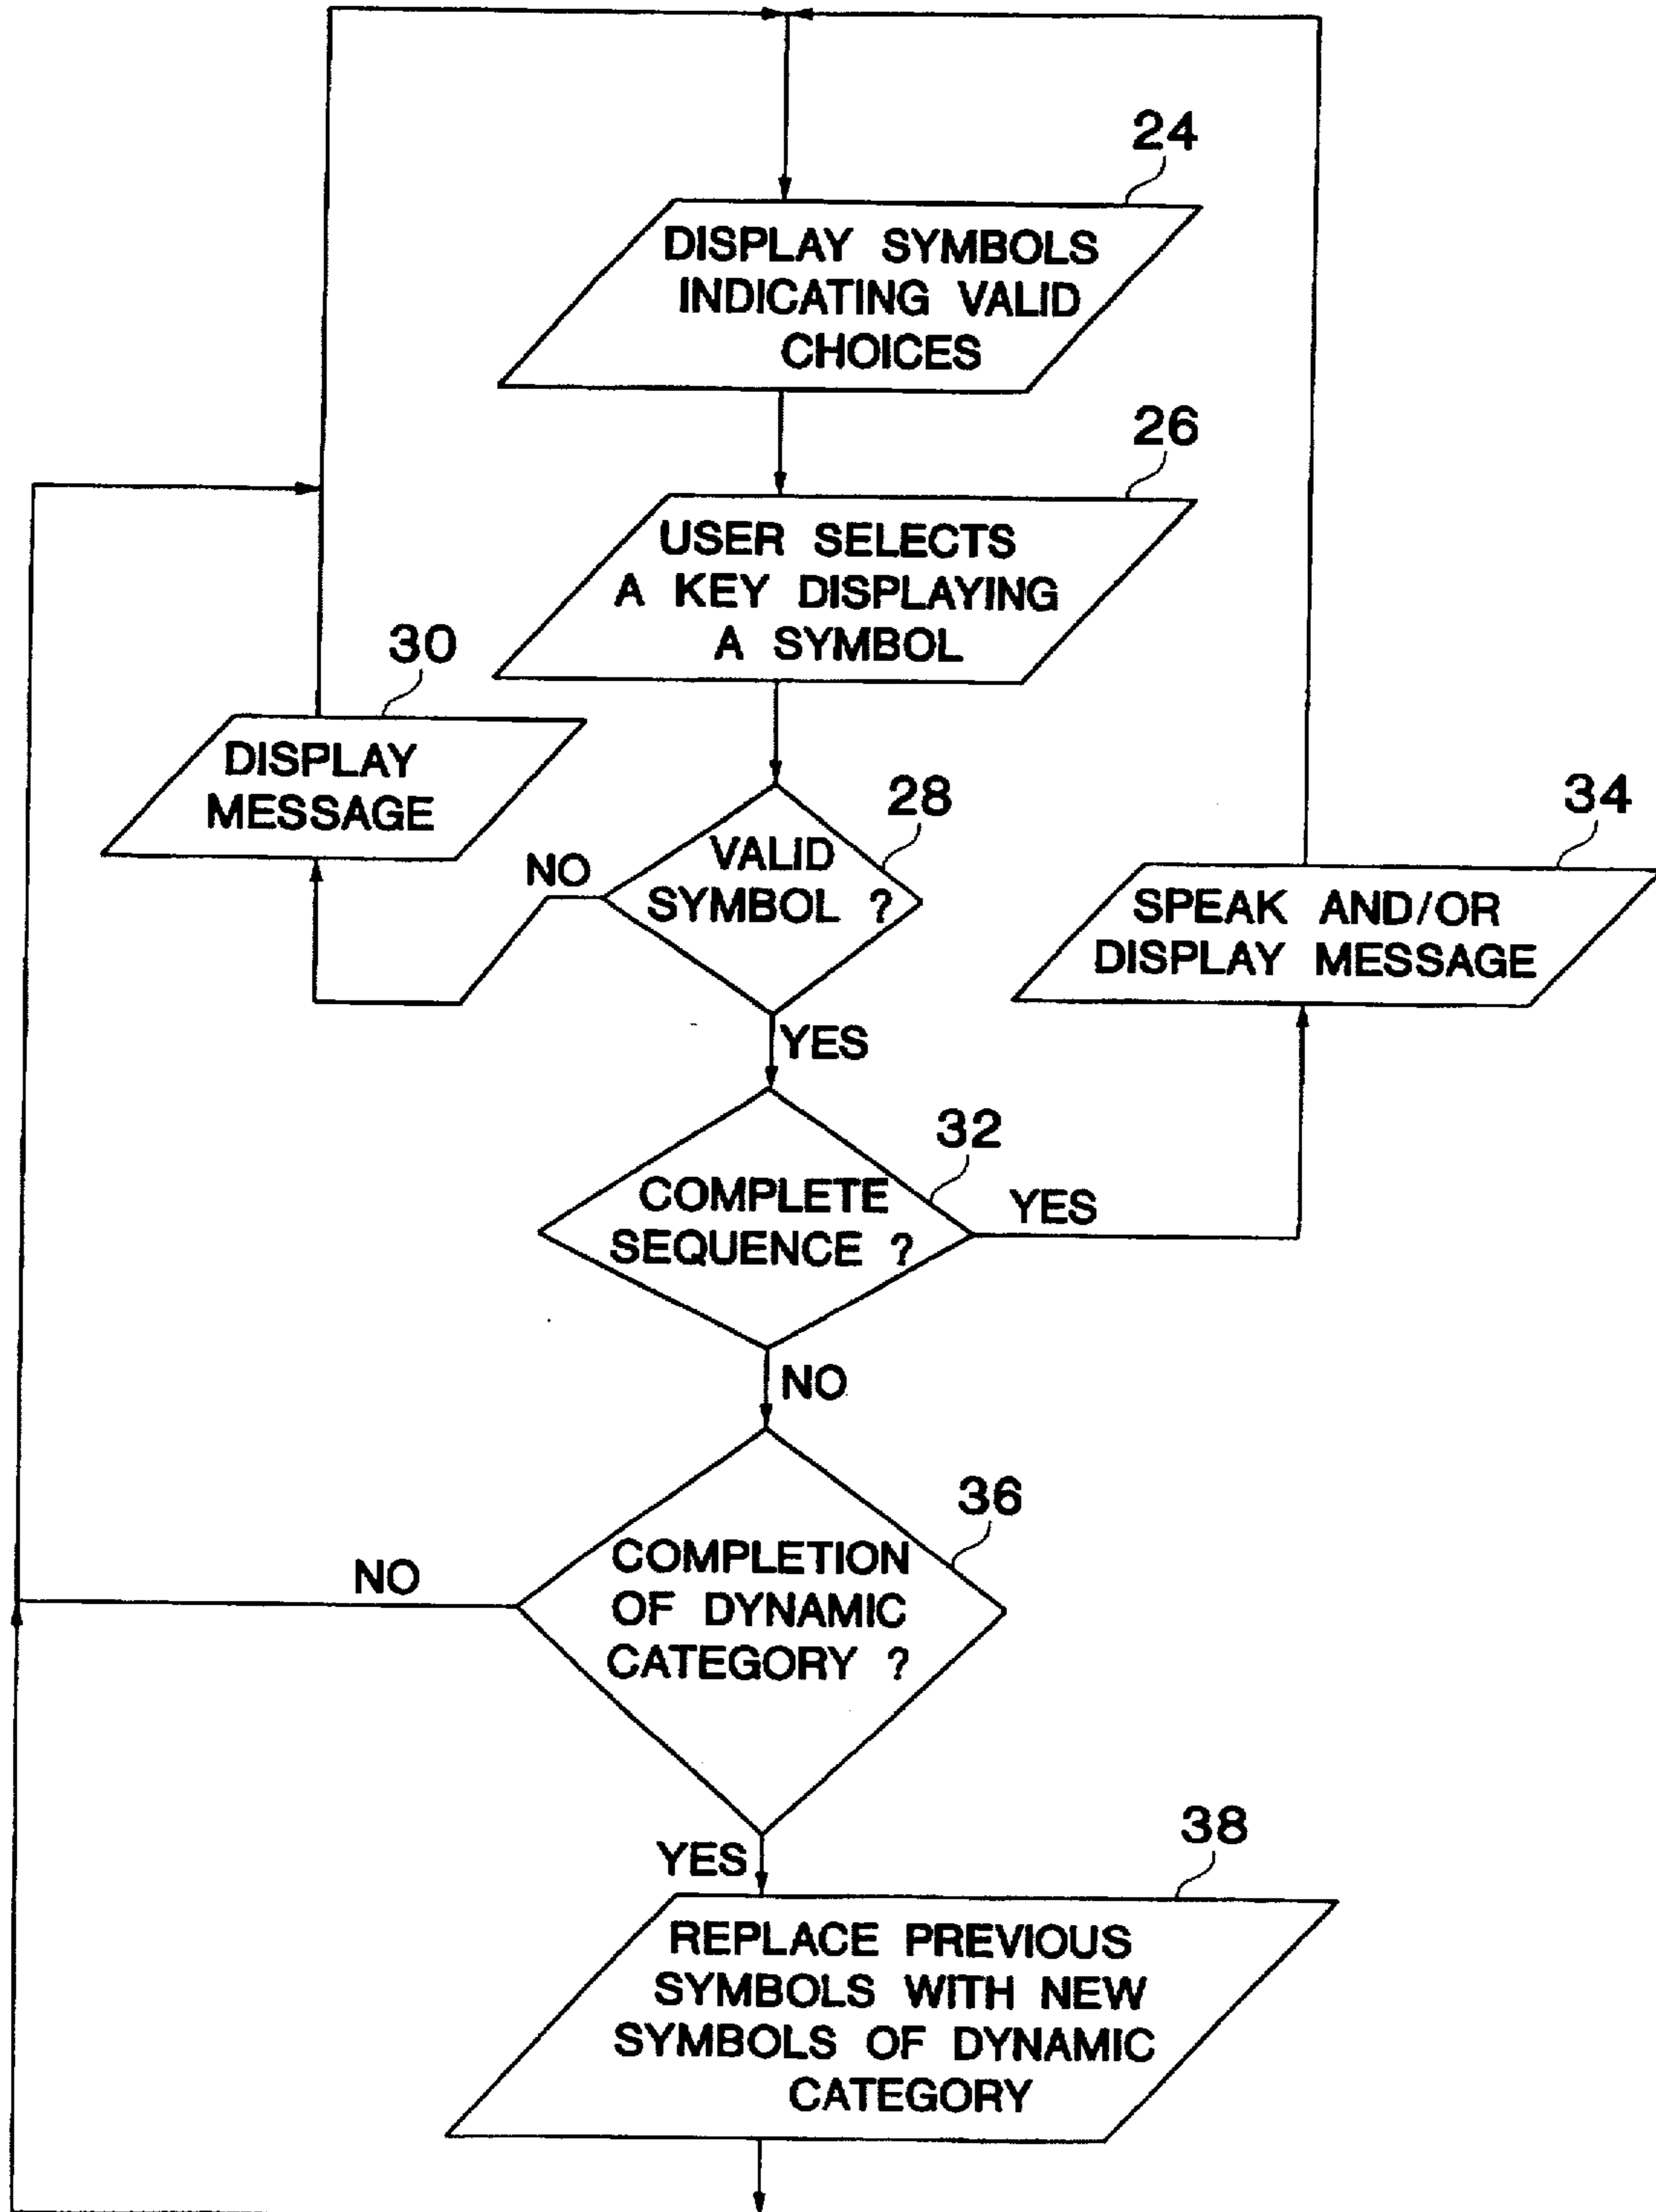 24
DISPLAY SYMBOLS
INDICATING VALID
CHOICES
26
USER SELECTS
A KEY DISPLAYING
A SYMBOL
30
DISPLAY
MESSAGE
28
VALID
SYMBOL ?
NO
34
SPEAK AND/OR
DISPLAY MESSAGE
YES
32
COMPLETE
SEQUENCE ?
YES
NO
36
COMPLETION
OF DYNAMIC
CATEGORY ?
NO
YES
38
REPLACE PREVIOUS
SYMBOLS WITH NEW
SYMBOLS OF DYNAMIC
CATEGORY